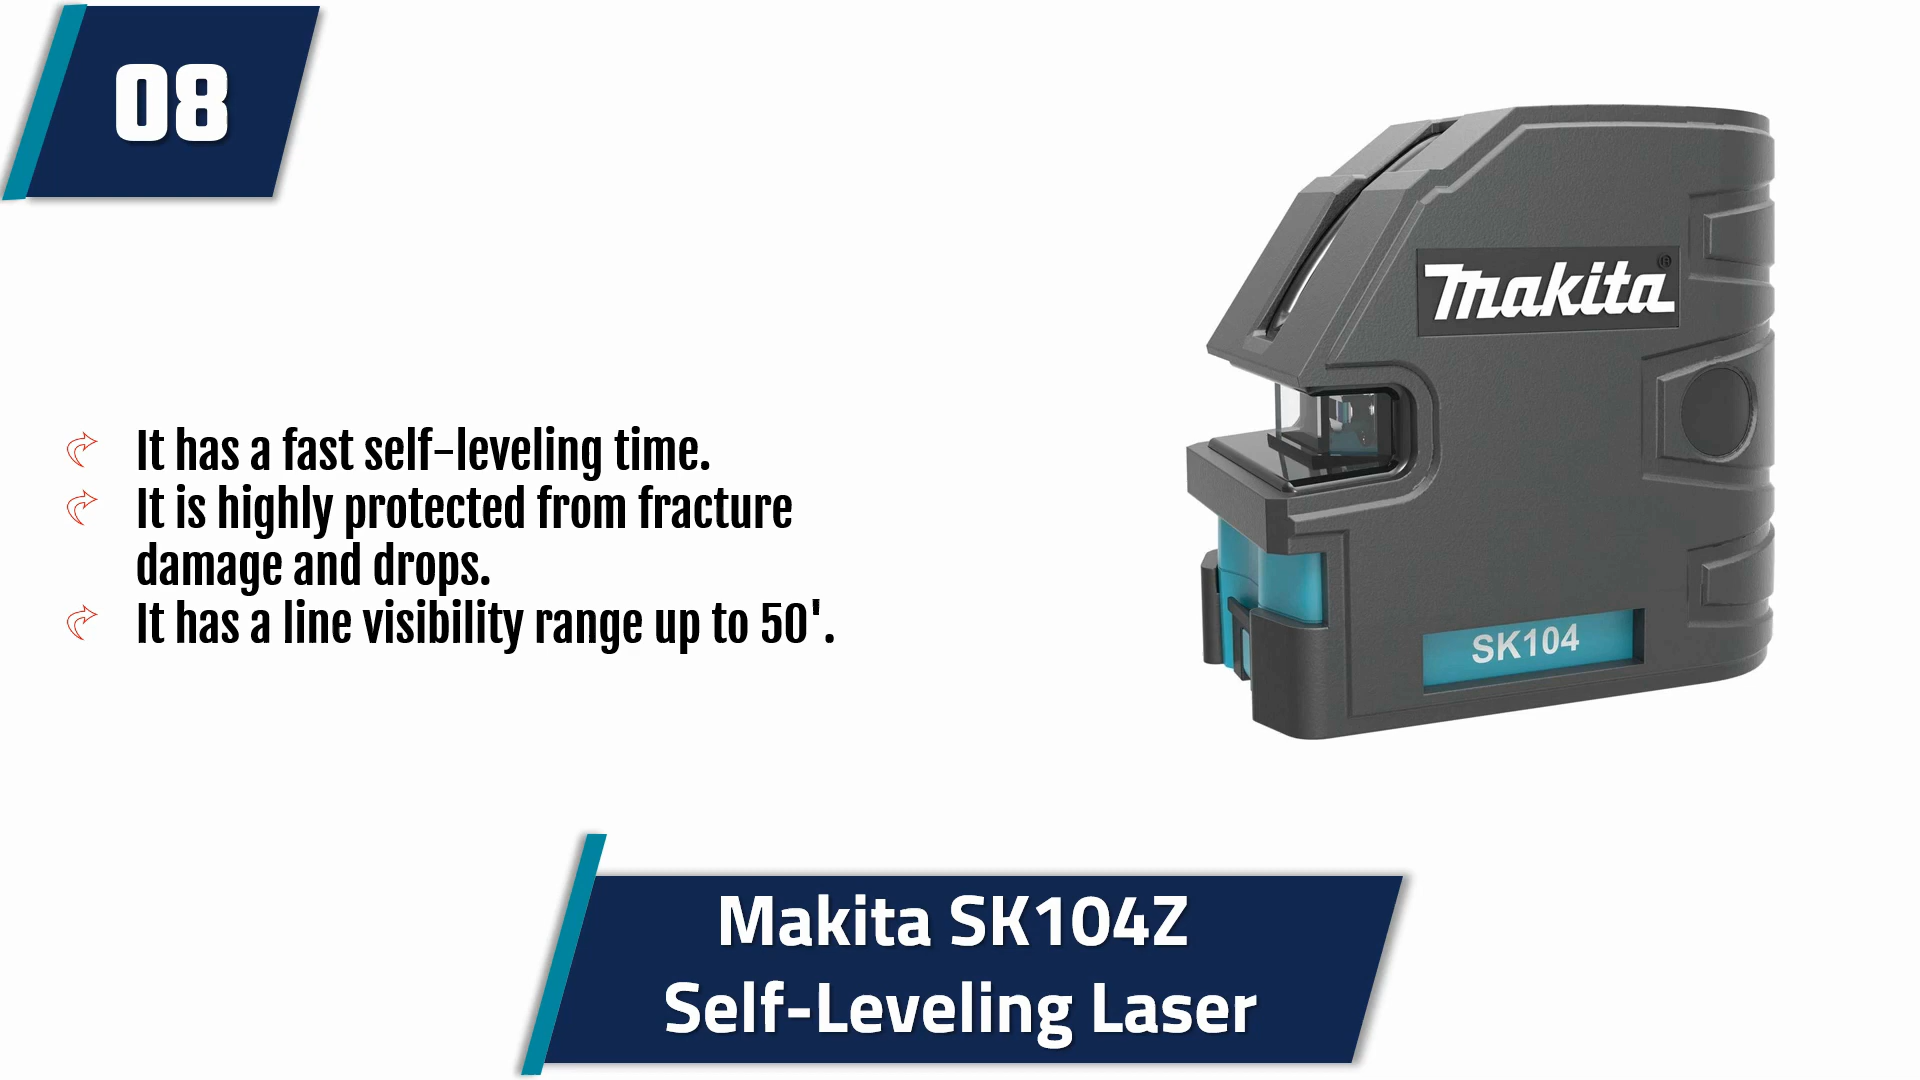 08
Makita®
It has a fast self-leveling time.
It is highly protected from fracture
damage and drops.
It has a line visibility range up to 50'.
SK104
Makita SK104Z
Self-Leveling Laser